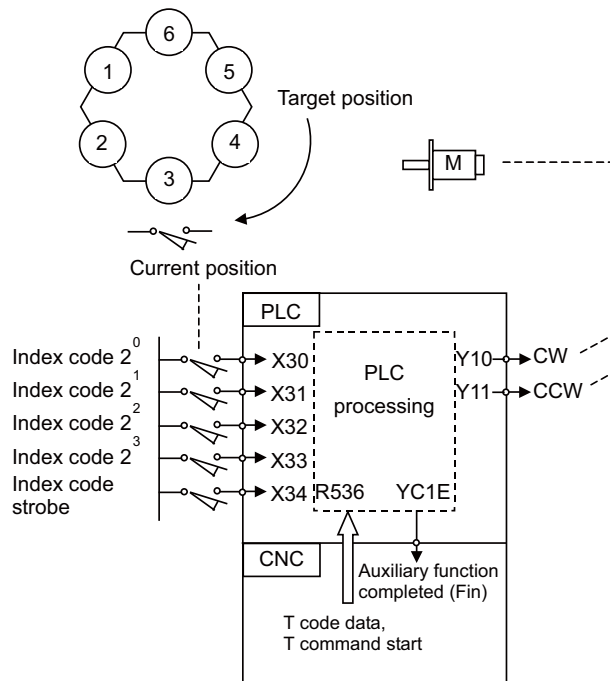 6
1
5
2
4
3
Target position
M
Current position
PLC
Index code 2^0
X30
Y10
CW
Index code 2^1
X31
PLC
processing
Y11
CCW
Index code 2^2
X32
Index code 2^3
X33
Index code
strobe
X34
R536
YC1E
CNC
Auxiliary function
completed (Fin)
T code data,
T command start